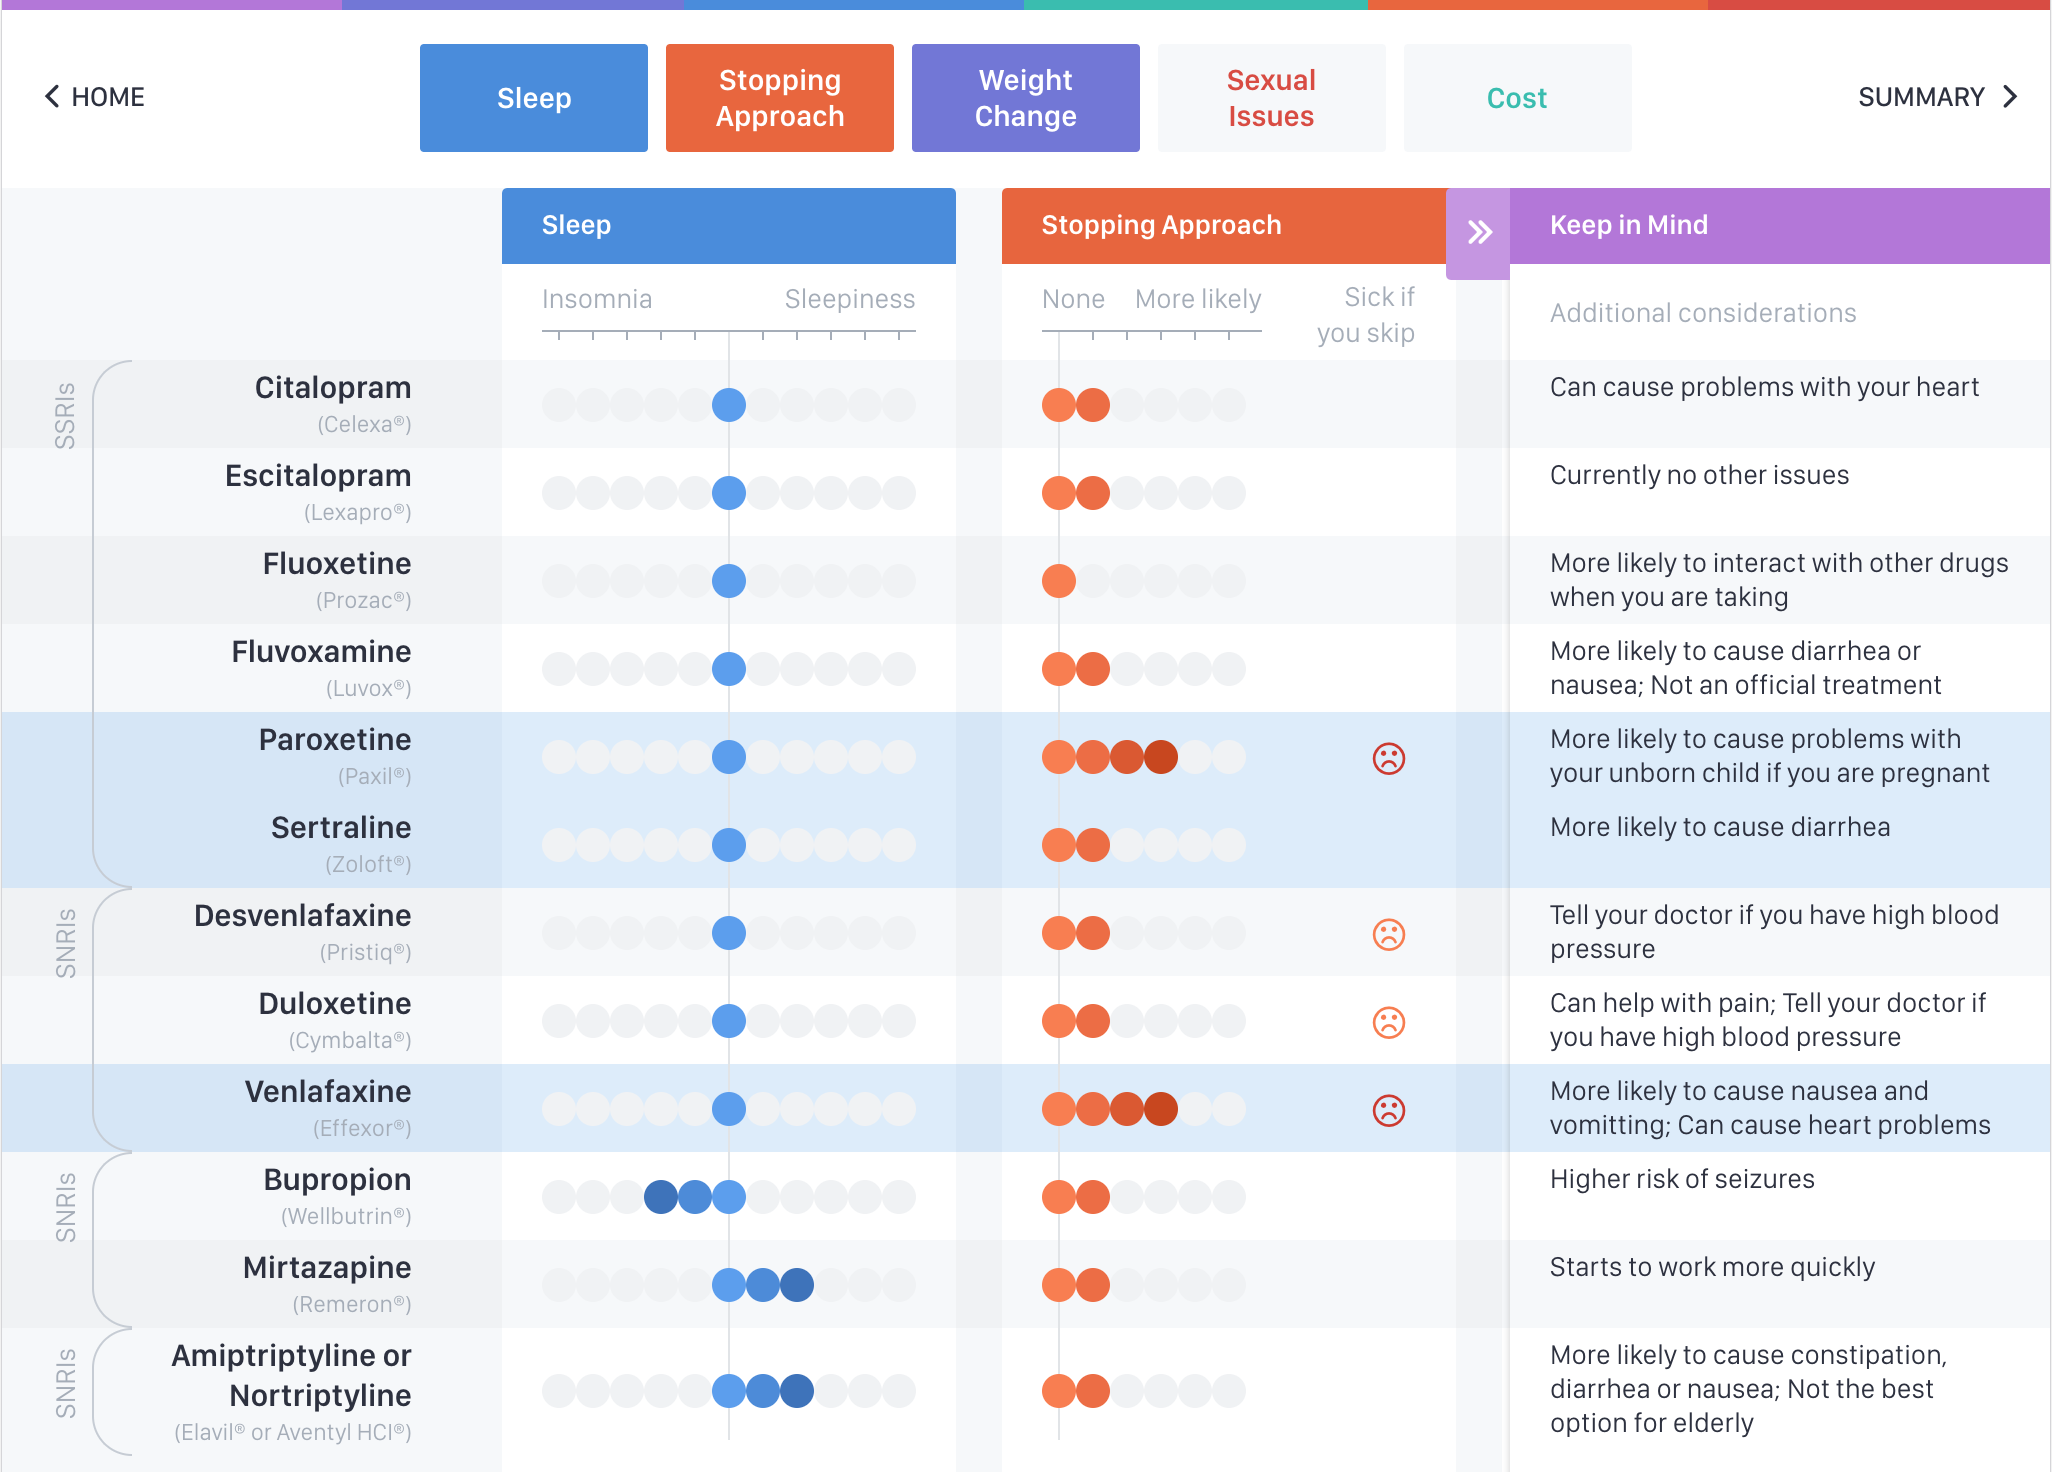 HOME
Sleep
Stopping
Approach
Weight
Change
Sexual
Issues
Cost
SUMMARY
Sleep
Stopping Approach
Keep in Mind
Insomnia
Sleepiness
None
More likely
Sick if
you skip
Additional considerations
SSRIs
Citalopram
(Celexa®)
Can cause problems with your heart
Escitalopram
(Lexapro®)
Currently no other issues
Fluoxetine
(Prozac®)
More likely to interact with other drugs
when you are taking
Fluvoxamine
(Luvox®)
More likely to cause diarrhea or
nausea; Not an official treatment
Paroxetine
(Paxil®)
More likely to cause problems with
your unborn child if you are pregnant
Sertraline
(Zoloft®)
More likely to cause diarrhea
SNRIs
Desvenlafaxine
(Pristiq®)
Tell your doctor if you have high blood
pressure
Duloxetine
(Cymbalta®)
Can help with pain; Tell your doctor if
you have high blood pressure
Venlafaxine
(Effexor®)
More likely to cause nausea and
vomitting; Can cause heart problems
SNRIs
Bupropion
(Wellbutrin®)
Higher risk of seizures
Mirtazapine
(Remeron®)
Starts to work more quickly
SNRIs
Amiptriptyline or
Nortriptyline
(Elavil® or Aventyl HCI®)
More likely to cause constipation,
diarrhea or nausea; Not the best
option for elderly